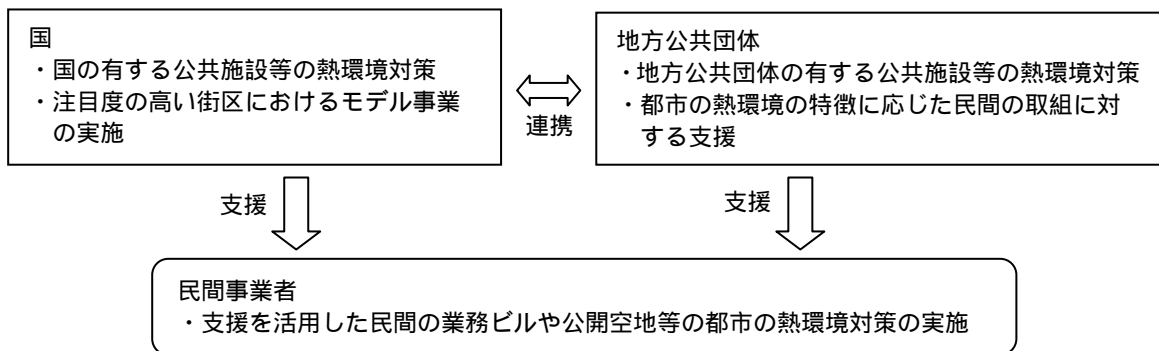 国
・国の有する公共施設等の熱環境対策
・注目度の高い街区におけるモデル事業
の実施
連携
地方公共団体
・地方公共団体の有する公共施設等の熱環境対策
・都市の熱環境の特徴に応じた民間の取組に対
する支援
支援
支援
民間事業者
・支援を活用した民間の業務ビルや公開空地等の都市の熱環境対策の実施